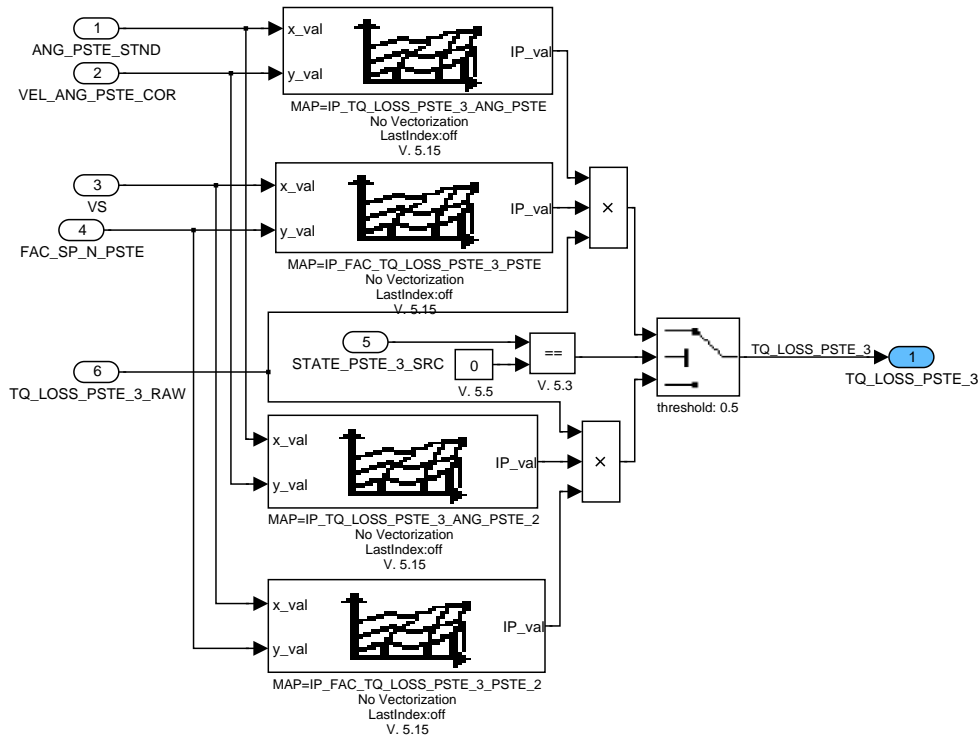 1
ANG_PSTE_STND
2
VEL_ANG_PSTE_COR
x_val
y_val
IP_val
MAP=IP_TQ_LOSS_PSTE_3_ANG_PSTE
No Vectorization
LastIndex:off
V. 5.15
3
VS
4
FAC_SP_N_PSTE
x_val
y_val
IP_val
MAP=IP_FAC_TQ_LOSS_PSTE_3_PSTE
No Vectorization
LastIndex:off
V. 5.15
×
5
STATE_PSTE_3_SRC
0
V. 5.5
==
V. 5.3
6
TQ_LOSS_PSTE_3_RAW
threshold: 0.5
TQ_LOSS_PSTE_3
1
TQ_LOSS_PSTE_3
x_val
y_val
IP_val
MAP=IP_TQ_LOSS_PSTE_3_ANG_PSTE_2
No Vectorization
LastIndex:off
V. 5.15
×
x_val
y_val
IP_val
MAP=IP_FAC_TQ_LOSS_PSTE_3_PSTE_2
No Vectorization
LastIndex:off
V. 5.15